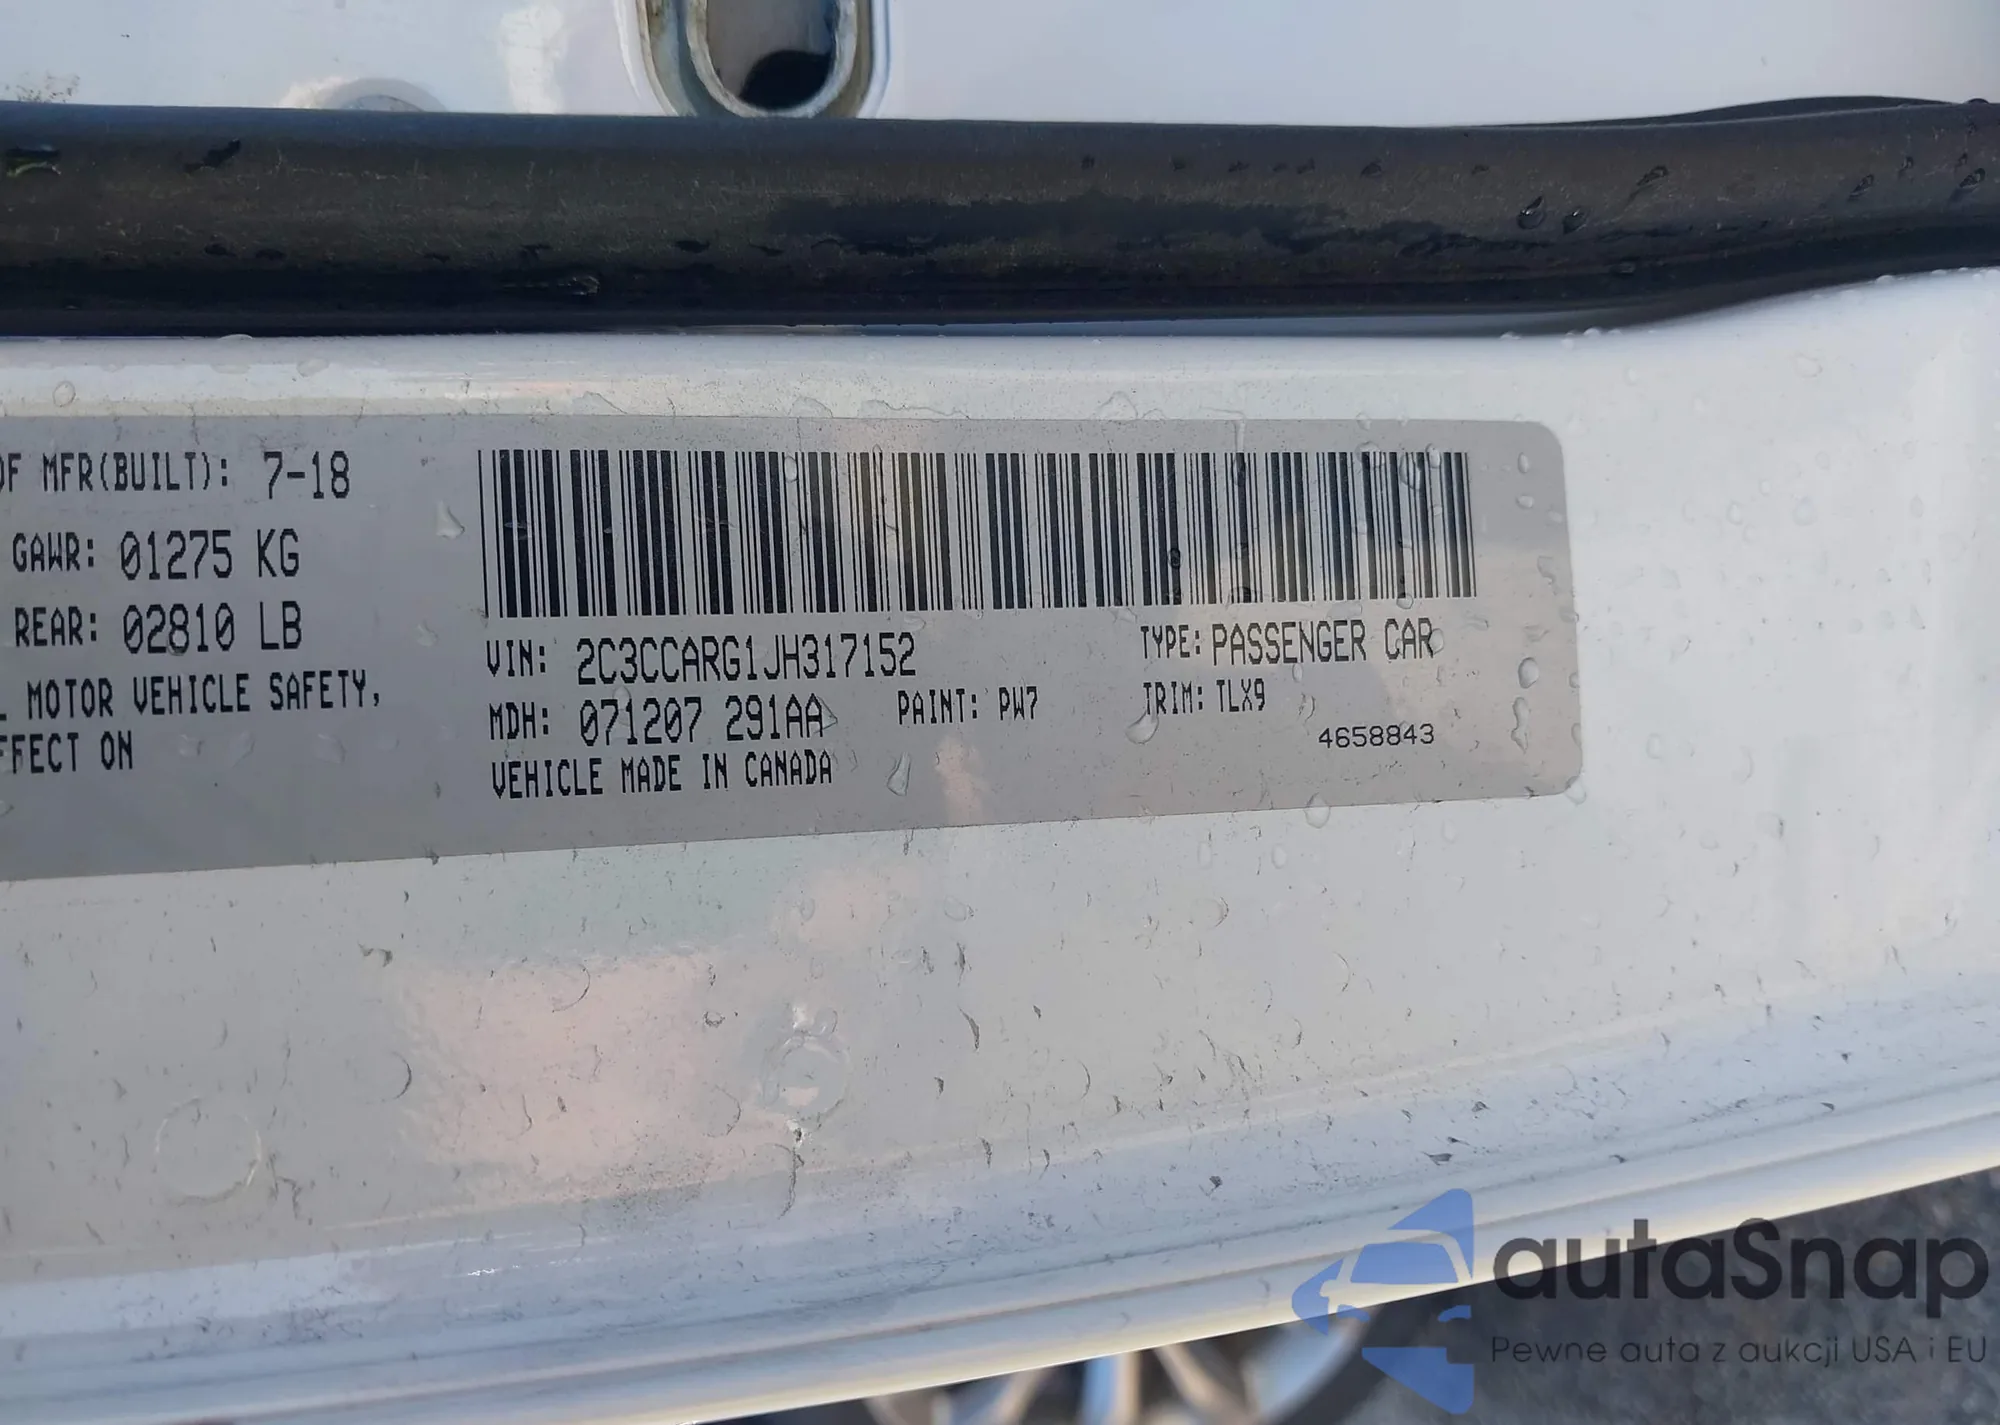 OF MFR(BUILT): 7-18
GAWR: 01275 KG
REAR: 02810 LB
MOTOR VEHICLE SAFETY,
EFFECT ON
VIN: 2C3CCARG1JH317152
TYPE: PASSENGER CAR
MDH: 071207 291AA
PAINT: PW7
TRIM: TLX9
VEHICLE MADE IN CANADA
4658843
autaSnap
Pewne auta z aukcji USA i EU